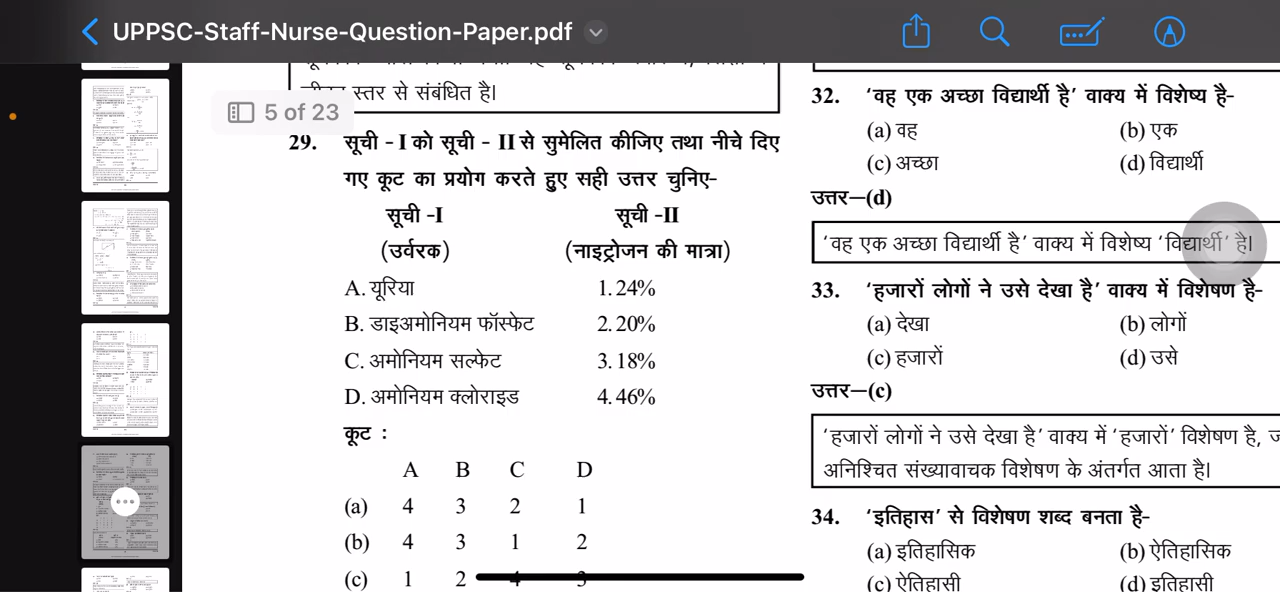 UPPSC-Staff-Nurse-Question-Paper.pdf
5 of 23
स्तर से संबंधित है।
29. सूची -I को सूची - II से सुमेलित कीजिए तथा नीचे दिए
गए कूट का प्रयोग करते हुए सही उत्तर चुनिए-
सूची -I सूची -II
(उर्वरक) (नाइट्रोजन की मात्रा)
A. यूरिया 1. 24%
B. डाइअमोनियम फॉस्फेट 2. 20%
C. अमोनियम सल्फेट 3. 18%
D. अमोनियम क्लोराइड 4. 46%
कूट :
A B C D
(a) 4 3 2 1
(b) 4 3 1 2
(c) 1 2 4 3
32. 'वह एक अच्छा विद्यार्थी है' वाक्य में विशेष्य है-
(a) वह (b) एक
(c) अच्छा (d) विद्यार्थी
उत्तर—(d)
'वह एक अच्छा विद्यार्थी है' वाक्य में विशेष्य 'विद्यार्थी' है।
33. 'हजारों लोगों ने उसे देखा है' वाक्य में विशेषण है-
(a) देखा (b) लोगों
(c) हजारों (d) उसे
उत्तर—(c)
'हजारों लोगों ने उसे देखा है' वाक्य में 'हजारों' विशेषण है,
अनिश्चित संख्यावाचक विशेषण के अंतर्गत आता है।
34. 'इतिहास' से विशेषण शब्द बनता है-
(a) इतिहासिक (b) ऐतिहासिक
(c) ऐतिहासी (d) इतिहासी